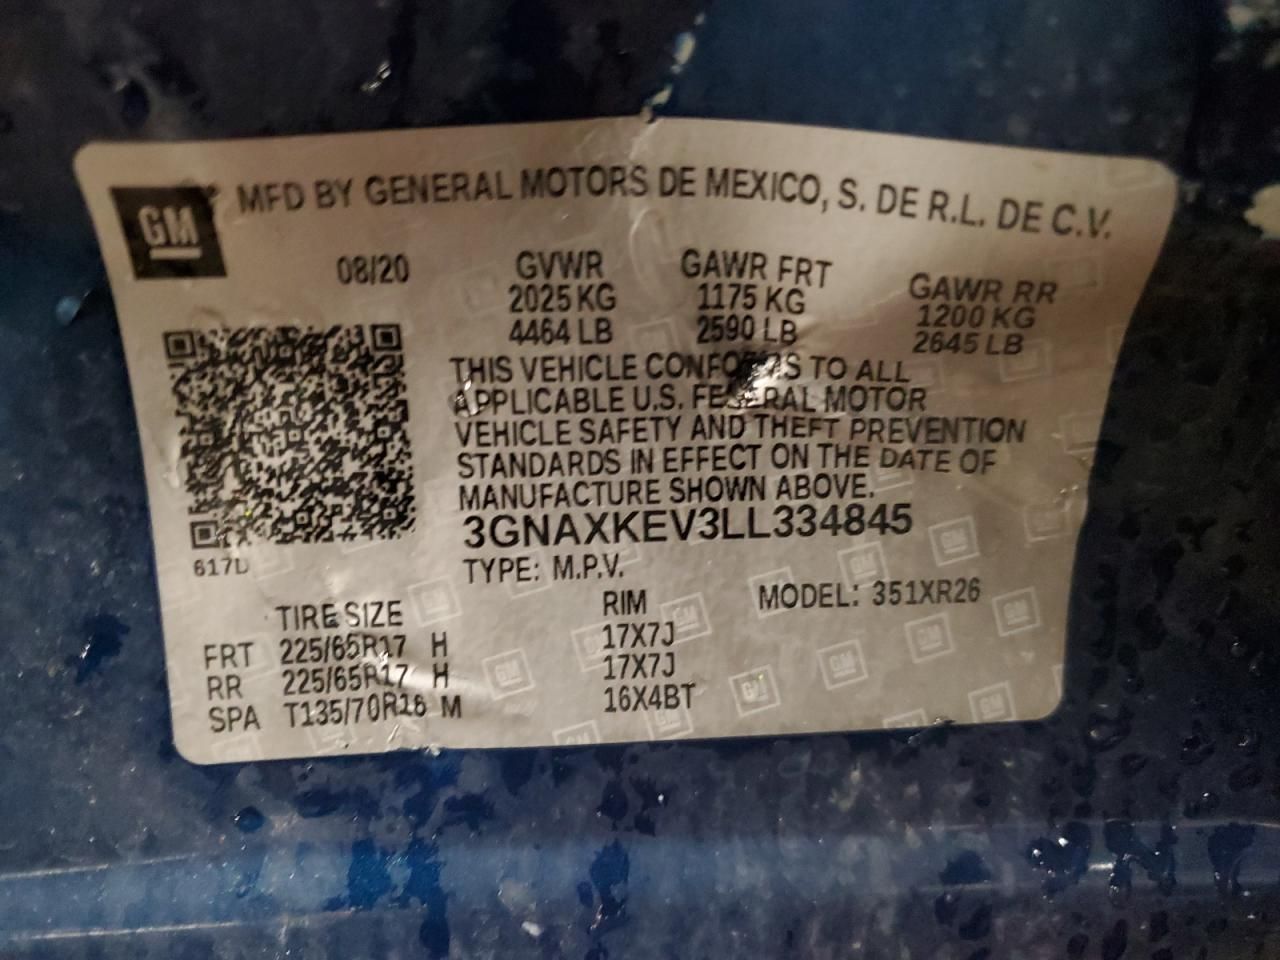 GM
MFD BY GENERAL MOTORS DE MEXICO, S. DE R.L. DE C.V.
08/20 GVWR GAWR FRT GAWR RR
2025 KG 1175 KG 1200 KG
4464 LB 2590 LB 2645 LB
THIS VEHICLE CONFORMS TO ALL
APPLICABLE U.S. FEDERAL MOTOR
VEHICLE SAFETY AND THEFT PREVENTION
STANDARDS IN EFFECT ON THE DATE OF
MANUFACTURE SHOWN ABOVE.
3GNAXKEV3LL334845
617D
TYPE: M.P.V. MODEL: 351XR26
TIRE SIZE RIM
FRT 225/65R17 H 17X7J
RR 225/65R17 H 17X7J
SPA T135/70R16 M 16X4BT